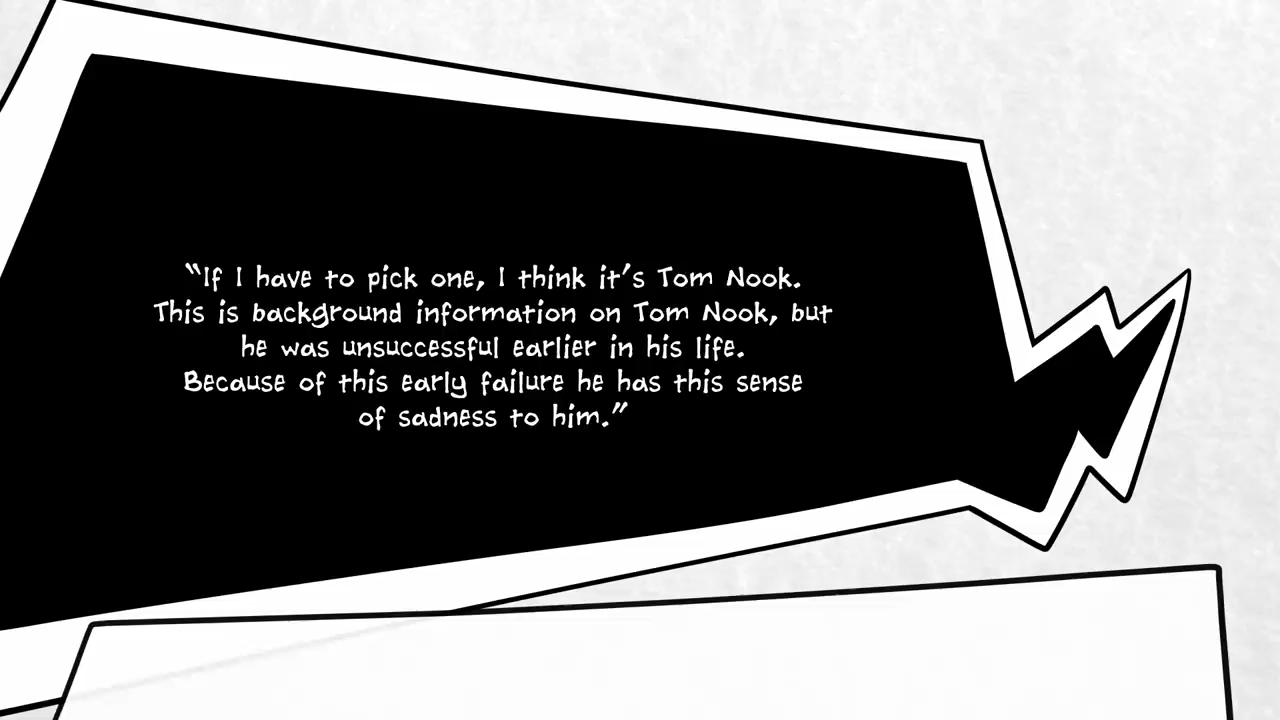 “If I have to pick one, I think it’s Tom Nook.
This is background information on Tom Nook, but
he was unsuccessful earlier in his life.
Because of this early failure he has this sense
of sadness to him.”